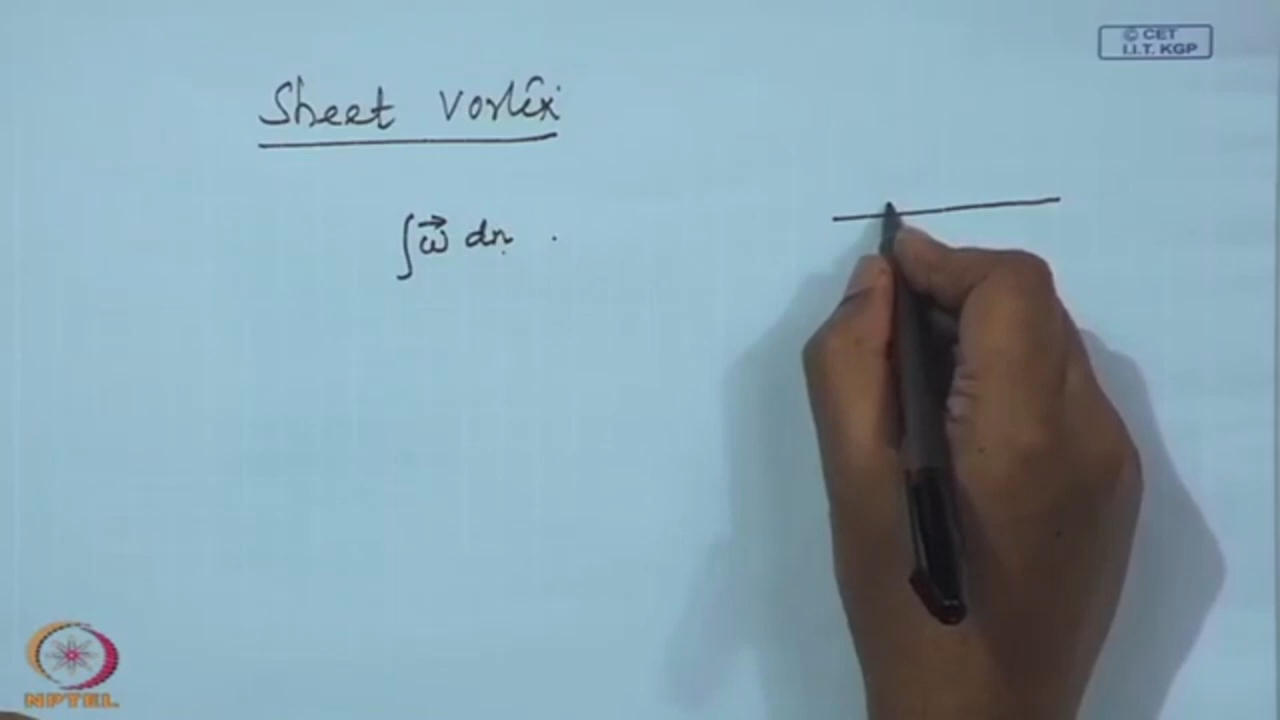 © CET
I.I.T. KGP
Sheet Vortex
∫ω⃗ dn .
NPTEL